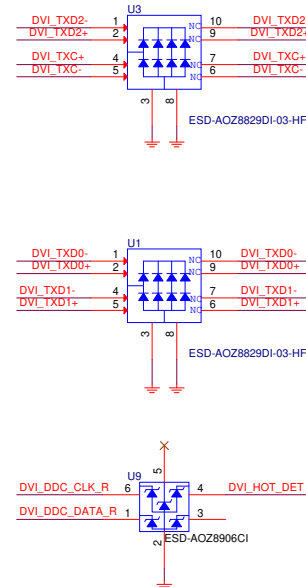 U3
DVI_TXD2- 1 10 DVI_TXD2
DVI_TXD2+ 2 NC 9 DVI_TXD2+
NC
DVI_TXC+ 4 7 DVI_TXC+
NC
DVI_TXC- 5 NC 6 DVI_TXC-
3 8
ESD-AOZ8829DI-03-HF
U1
DVI_TXD0- 1 10 DVI_TXD0-
NC
DVI_TXD0+ 2 9 DVI_TXD0+
NC
DVI_TXD1- 4 7 DVI_TXD1-
NC
DVI_TXD1+ 5 6 DVI_TXD1+
NC
3 8
ESD-AOZ8829DI-03-HF
U9 5
DVI_DDC_CLK_R 6 4 DVI_HOT_DET
DVI_DDC_DATA_R 1 3
2 ESD-AOZ8906CI